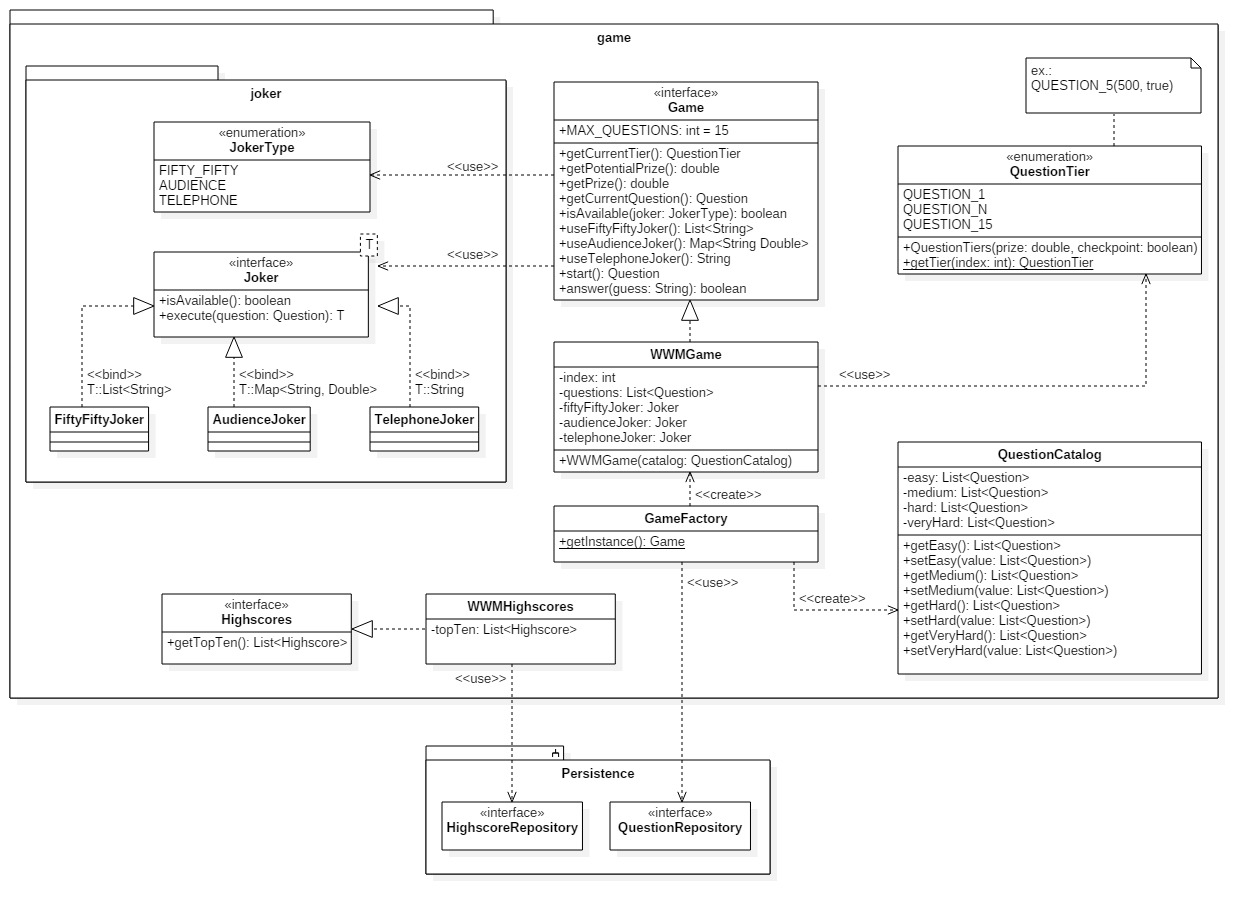 game
joker
«enumeration»
JokerType
FIFTY_FIFTY
AUDIENCE
TELEPHONE
T
«interface»
Joker
+isAvailable(): boolean
+execute(question: Question): T
<<bind>>
T::List<String>
<<bind>>
T::Map<String, Double>
<<bind>>
T::String
FiftyFiftyJoker
AudienceJoker
TelephoneJoker
<<use>>
<<use>>
«interface»
Game
+MAX_QUESTIONS: int = 15
+getCurrentTier(): QuestionTier
+getPotentialPrize(): double
+getPrize(): double
+getCurrentQuestion(): Question
+isAvailable(joker: JokerType): boolean
+useFiftyFiftyJoker(): List<String>
+useAudienceJoker(): Map<String Double>
+useTelephoneJoker(): String
+start(): Question
+answer(guess: String): boolean
ex.:
QUESTION_5(500, true)
«enumeration»
QuestionTier
QUESTION_1
QUESTION_N
QUESTION_15
+QuestionTiers(prize: double, checkpoint: boolean)
+getTier(index: int): QuestionTier
WWMGame
-index: int
-questions: List<Question>
-fiftyFiftyJoker: Joker
-audienceJoker: Joker
-telephoneJoker: Joker
+WWMGame(catalog: QuestionCatalog)
<<use>>
<<create>>
GameFactory
+getInstance(): Game
<<use>>
<<create>>
QuestionCatalog
-easy: List<Question>
-medium: List<Question>
-hard: List<Question>
-veryHard: List<Question>
+getEasy(): List<Question>
+setEasy(value: List<Question>)
+getMedium(): List<Question>
+setMedium(value: List<Question>)
+getHard(): List<Question>
+setHard(value: List<Question>)
+getVeryHard(): List<Question>
+setVeryHard(value: List<Question>)
«interface»
Highscores
+getTopTen(): List<Highscore>
WWMHighscores
-topTen: List<Highscore>
<<use>>
Persistence
«interface»
HighscoreRepository
«interface»
QuestionRepository